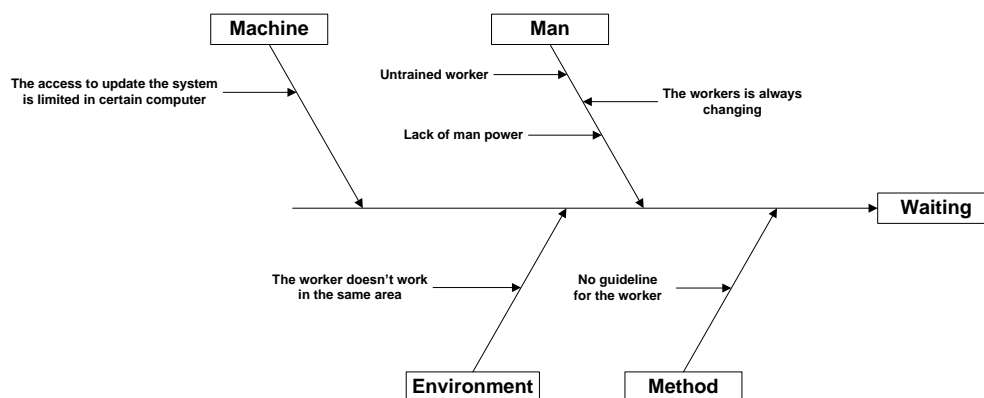 Machine
Man
The access to update the system
is limited in certain computer
Untrained worker
The workers is always
changing
Lack of man power
Waiting
The worker doesn't work
in the same area
No guideline
for the worker
Environment
Method